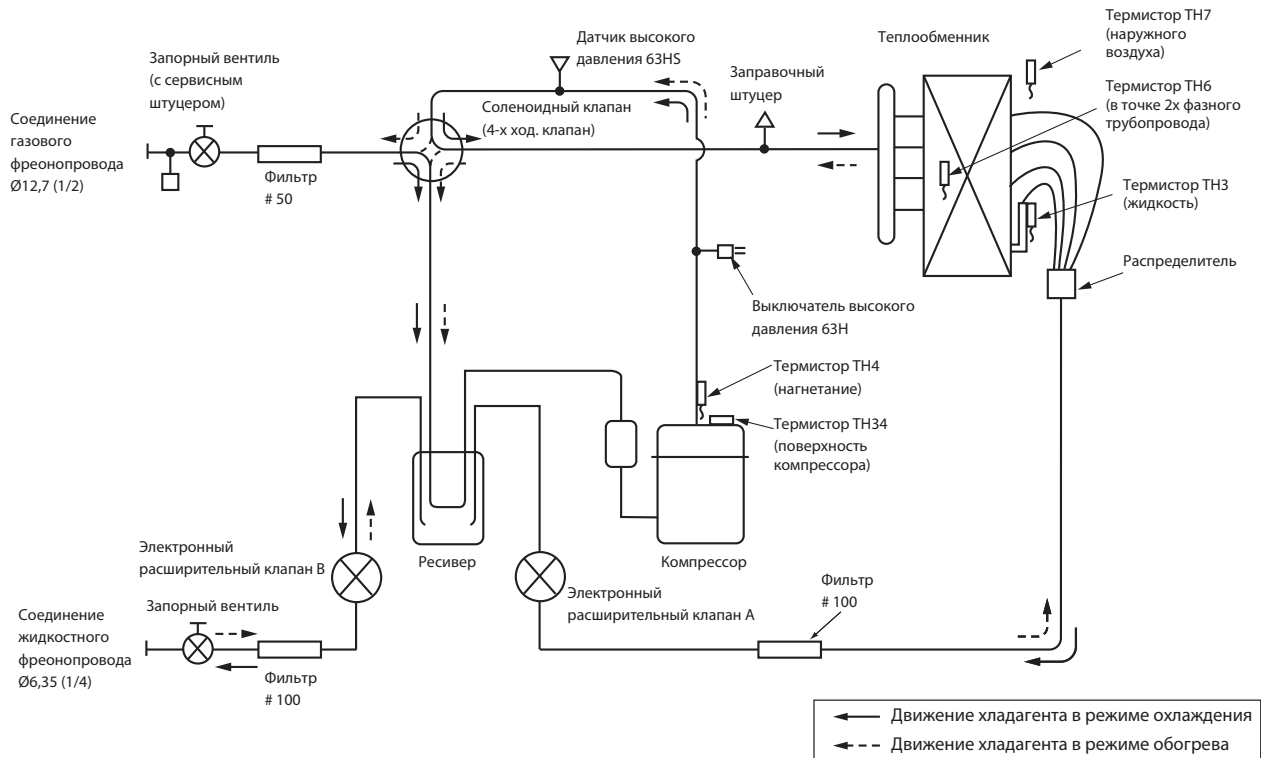 Запорный вентиль
(с сервисным
штуцером)
Соединение
газового
фреонопровода
Ø12,7 (1/2)
Фильтр
# 50
Датчик высокого
давления 63HS
Соленоидный клапан
(4-х ход. клапан)
Заправочный
штуцер
Теплообменник
Термистор TH7
(наружного
воздуха)
Термистор TH6
(в точке 2х фазного
трубопровода)
Термистор TH3
(жидкость)
Распределитель
Выключатель высокого
давления 63H
Термистор TH4
(нагнетание)
Термистор TH34
(поверхность
компрессора)
Электронный
расширительный клапан B
Ресивер
Компрессор
Электронный
расширительный клапан A
Фильтр
# 100
Соединение
жидкостного
фреонопровода
Ø6,35 (1/4)
Запорный вентиль
Фильтр
# 100
Движение хладагента в режиме охлаждения
Движение хладагента в режиме обогрева